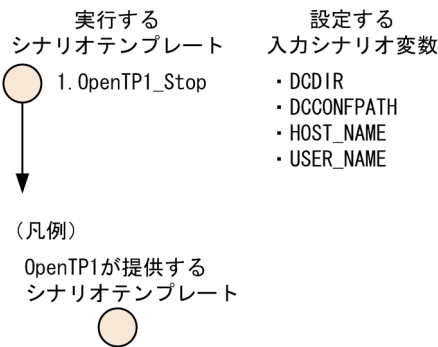 実行する
シナリオテンプレート
設定する
入力シナリオ変数
1.OpenTP1_Stop
・DCDIR
・DCCONFPATH
・HOST_NAME
・USER_NAME
(凡例)
OpenTP1が提供する
シナリオテンプレート